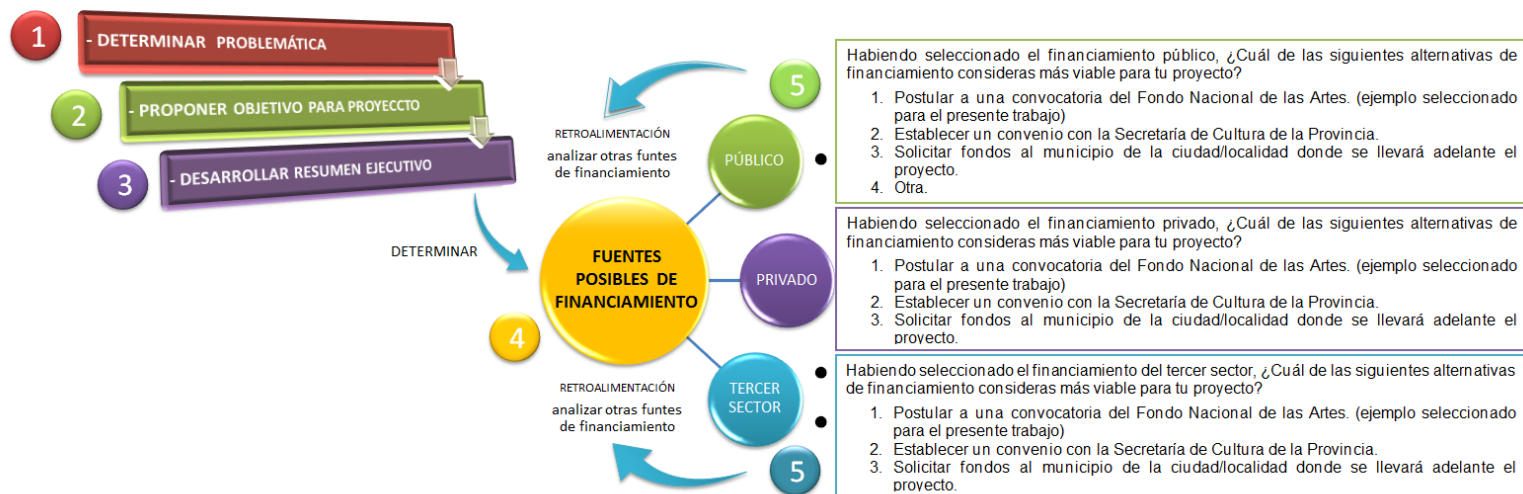 1
- DETERMINAR PROBLEMÁTICA
2
- PROPONER OBJETIVO PARA PROYECCTO
3
- DESARROLLAR RESUMEN EJECUTIVO
DETERMINAR
4
FUENTES
POSIBLES DE
FINANCIAMIENTO
RETROALIMENTACIÓN
analizar otras funtes
de financiamiento
5
PÚBLICO
Habiendo seleccionado el financiamiento público, ¿Cuál de las siguientes alternativas de
financiamiento consideras más viable para tu proyecto?
1. Postular a una convocatoria del Fondo Nacional de las Artes. (ejemplo seleccionado
para el presente trabajo)
2. Establecer un convenio con la Secretaría de Cultura de la Provincia.
3. Solicitar fondos al municipio de la ciudad/localidad donde se llevará adelante el
proyecto.
4. Otra.
PRIVADO
Habiendo seleccionado el financiamiento privado, ¿Cuál de las siguientes alternativas de
financiamiento consideras más viable para tu proyecto?
1. Postular a una convocatoria del Fondo Nacional de las Artes. (ejemplo seleccionado
para el presente trabajo)
2. Establecer un convenio con la Secretaría de Cultura de la Provincia.
3. Solicitar fondos al municipio de la ciudad/localidad donde se llevará adelante el
proyecto.
RETROALIMENTACIÓN
analizar otras funtes
de financiamiento
5
TERCER
SECTOR
Habiendo seleccionado el financiamiento del tercer sector, ¿Cuál de las siguientes alternativas
de financiamiento consideras más viable para tu proyecto?
1. Postular a una convocatoria del Fondo Nacional de las Artes. (ejemplo seleccionado
para el presente trabajo)
2. Establecer un convenio con la Secretaría de Cultura de la Provincia.
3. Solicitar fondos al municipio de la ciudad/localidad donde se llevará adelante el
proyecto.